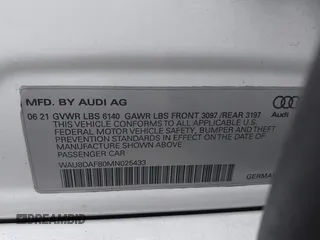 MFD. BY AUDI AG
06 21 GVWR LBS 6140 GAWR LBS FRONT 3097 /REAR 3197
THIS VEHICLE CONFORMS TO ALL APPLICABLE U.S.
FEDERAL MOTOR VEHICLE SAFETY, BUMPER AND THEFT
PREVENTION STANDARDS IN EFFECT ON THE DATE OF
MANUFACTURE SHOWN ABOVE.
PASSENGER CAR
WAU8DAF80MN025433
GERMANY
Audi
DREAMBID